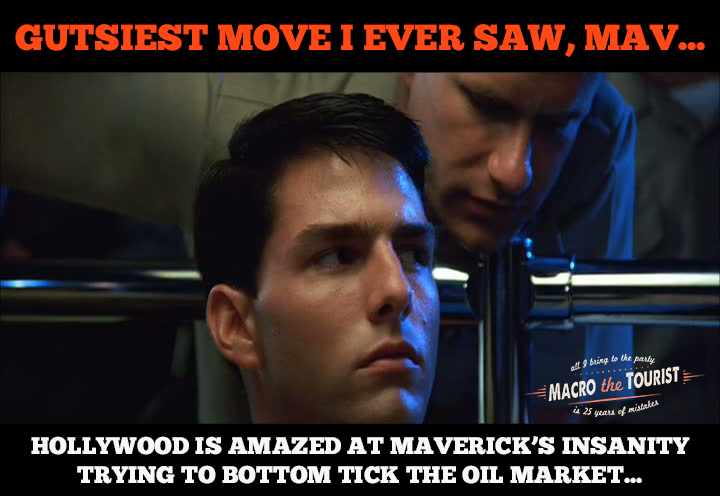 GUTSIEST MOVE I EVER SAW, MAV...
all I bring to the party
MACRO the TOURIST
is 25 years of mistakes
HOLLYWOOD IS AMAZED AT MAVERICK'S INSANITY
TRYING TO BOTTOM TICK THE OIL MARKET...